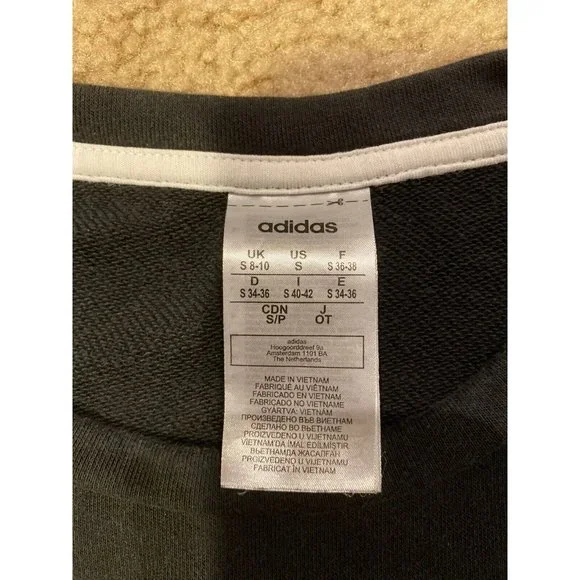 adidas
UK US F
S 8-10 S S 36-38
D I E
S 34-36 S 40-42 S 34-36
CDN J
S/P OT
adidas
Hoogoorddreef 9a
Amsterdam 1101 BA
The Netherlands
MADE IN VIETNAM
FABRIQUÉ AU VIÊTNAM
FABRICADO EN VIETNAM
FABRICADO NO VIETNAME
GYÁRTVA: VIETNÁM
ПРОИЗВЕДЕНО ВЪВ ВИЕТНАМ
СДЕЛАНО ВО ВЬЕТНАМЕ
PROIZVEDENO U VIJETNAMU
VIETNAM'DA İMAL EDİLMİŞTİR
ВЬЕТНАМДА ЖАСАЛҒАН
PROIZVEDENO U VIJETNAMU
FABRICAT ÎN VIETNAM